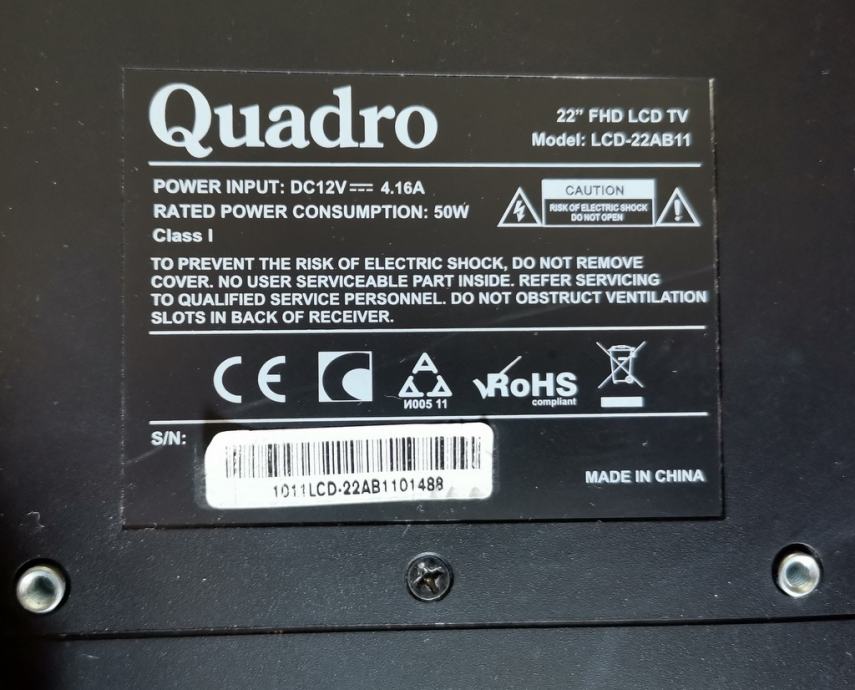 Quadro
22” FHD LCD TV
Model: LCD-22AB11
POWER INPUT: DC12V⎓ 4.16A
RATED POWER CONSUMPTION: 50W
Class I
CAUTION
RISK OF ELECTRIC SHOCK
DO NOT OPEN
TO PREVENT THE RISK OF ELECTRIC SHOCK, DO NOT REMOVE
COVER. NO USER SERVICEABLE PART INSIDE. REFER SERVICING
TO QUALIFIED SERVICE PERSONNEL. DO NOT OBSTRUCT VENTILATION
SLOTS IN BACK OF RECEIVER.
CE
И005 11
RoHS
compliant
S/N:
1011LCD-22AB1101488
MADE IN CHINA